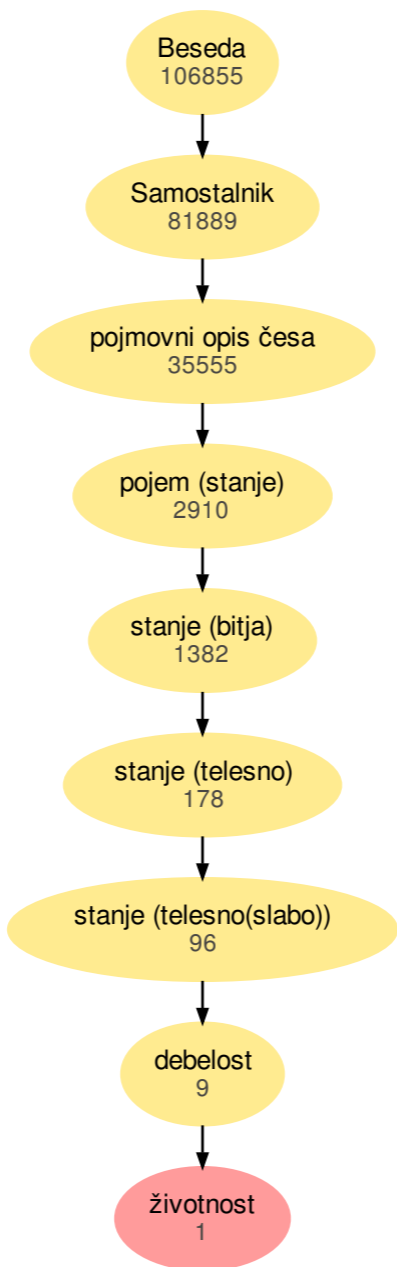 Beseda
106855
Samostalnik
81889
pojmovni opis česa
35555
pojem (stanje)
2910
stanje (bitja)
1382
stanje (telesno)
178
stanje (telesno(slabo))
96
debelost
9
životnost
1